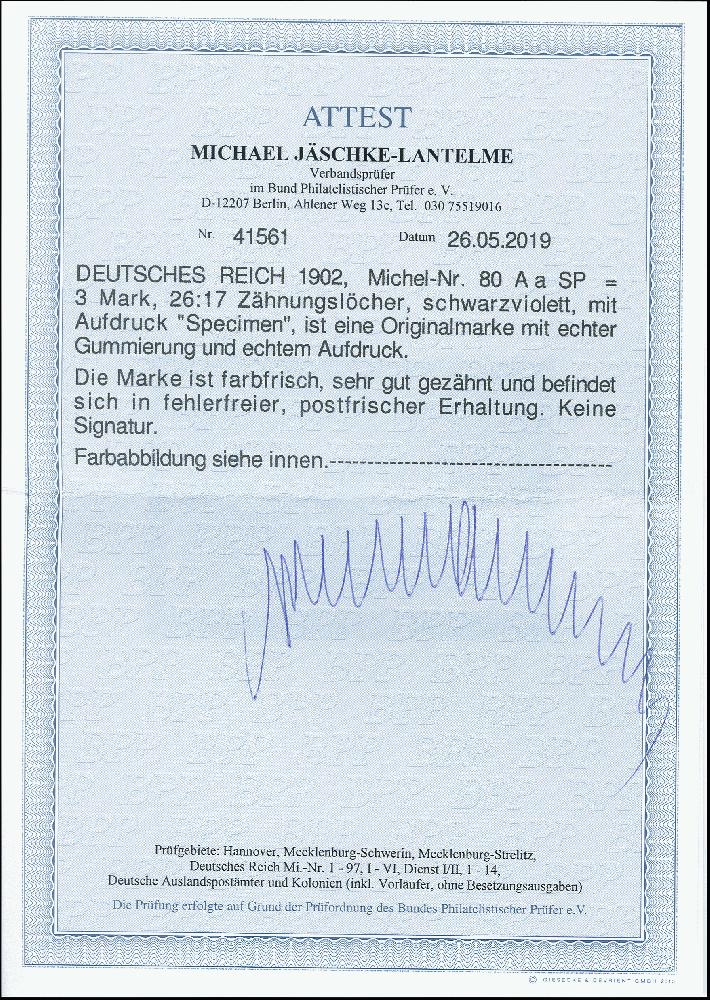 ATTEST
MICHAEL JÄSCHKE-LANTELME
Verbandsprüfer
im Bund Philatelistischer Prüfer e. V.
D-12207 Berlin, Ahlener Weg 13c, Tel. 030 75519016
Nr. 41561 Datum 26.05.2019
DEUTSCHES REICH 1902, Michel-Nr. 80 A a SP =
3 Mark, 26:17 Zähnungslöcher, schwarzviolett, mit
Aufdruck "Specimen", ist eine Originalmarke mit echter
Gummierung und echtem Aufdruck.
Die Marke ist farbfrisch, sehr gut gezähnt und befindet
sich in fehlerfreier, postfrischer Erhaltung. Keine
Signatur.
Farbabbildung siehe innen.----------------------------------------
Prüfgebiete: Hannover, Mecklenburg-Schwerin, Mecklenburg-Strelitz,
Deutsches Reich Mi.-Nr. 1 - 97, I - VI, Dienst I/II, 1 - 14,
Deutsche Auslandspostämter und Kolonien (inkl. Vorläufer, ohne Besetzungsausgaben)
Die Prüfung erfolgte auf Grund der Prüfordnung des Bundes Philatelistischer Prüfer e.V.
© GIESECKE & DEVRIENT GMBH